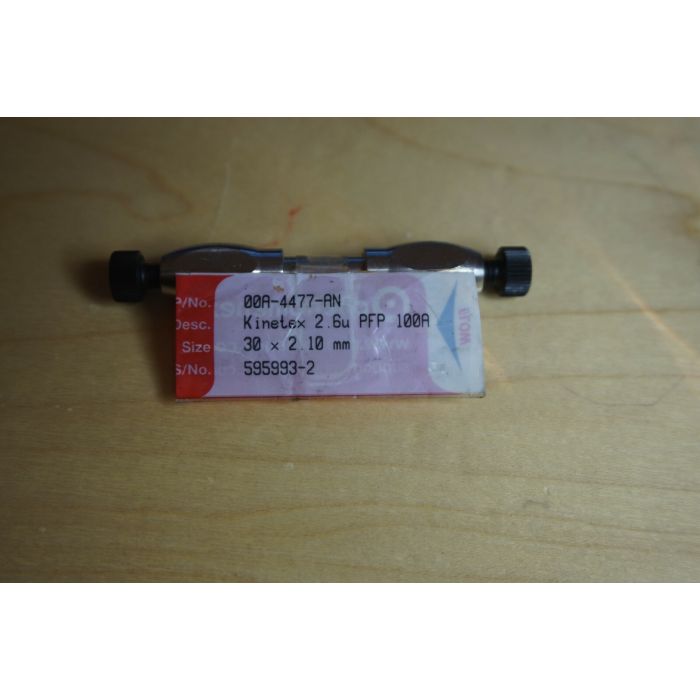 P/No. 00A-4477-AN
Desc. Kinetex 2.6u PFP 100A
Size 30 x 2.10 mm
S/No. 595993-2